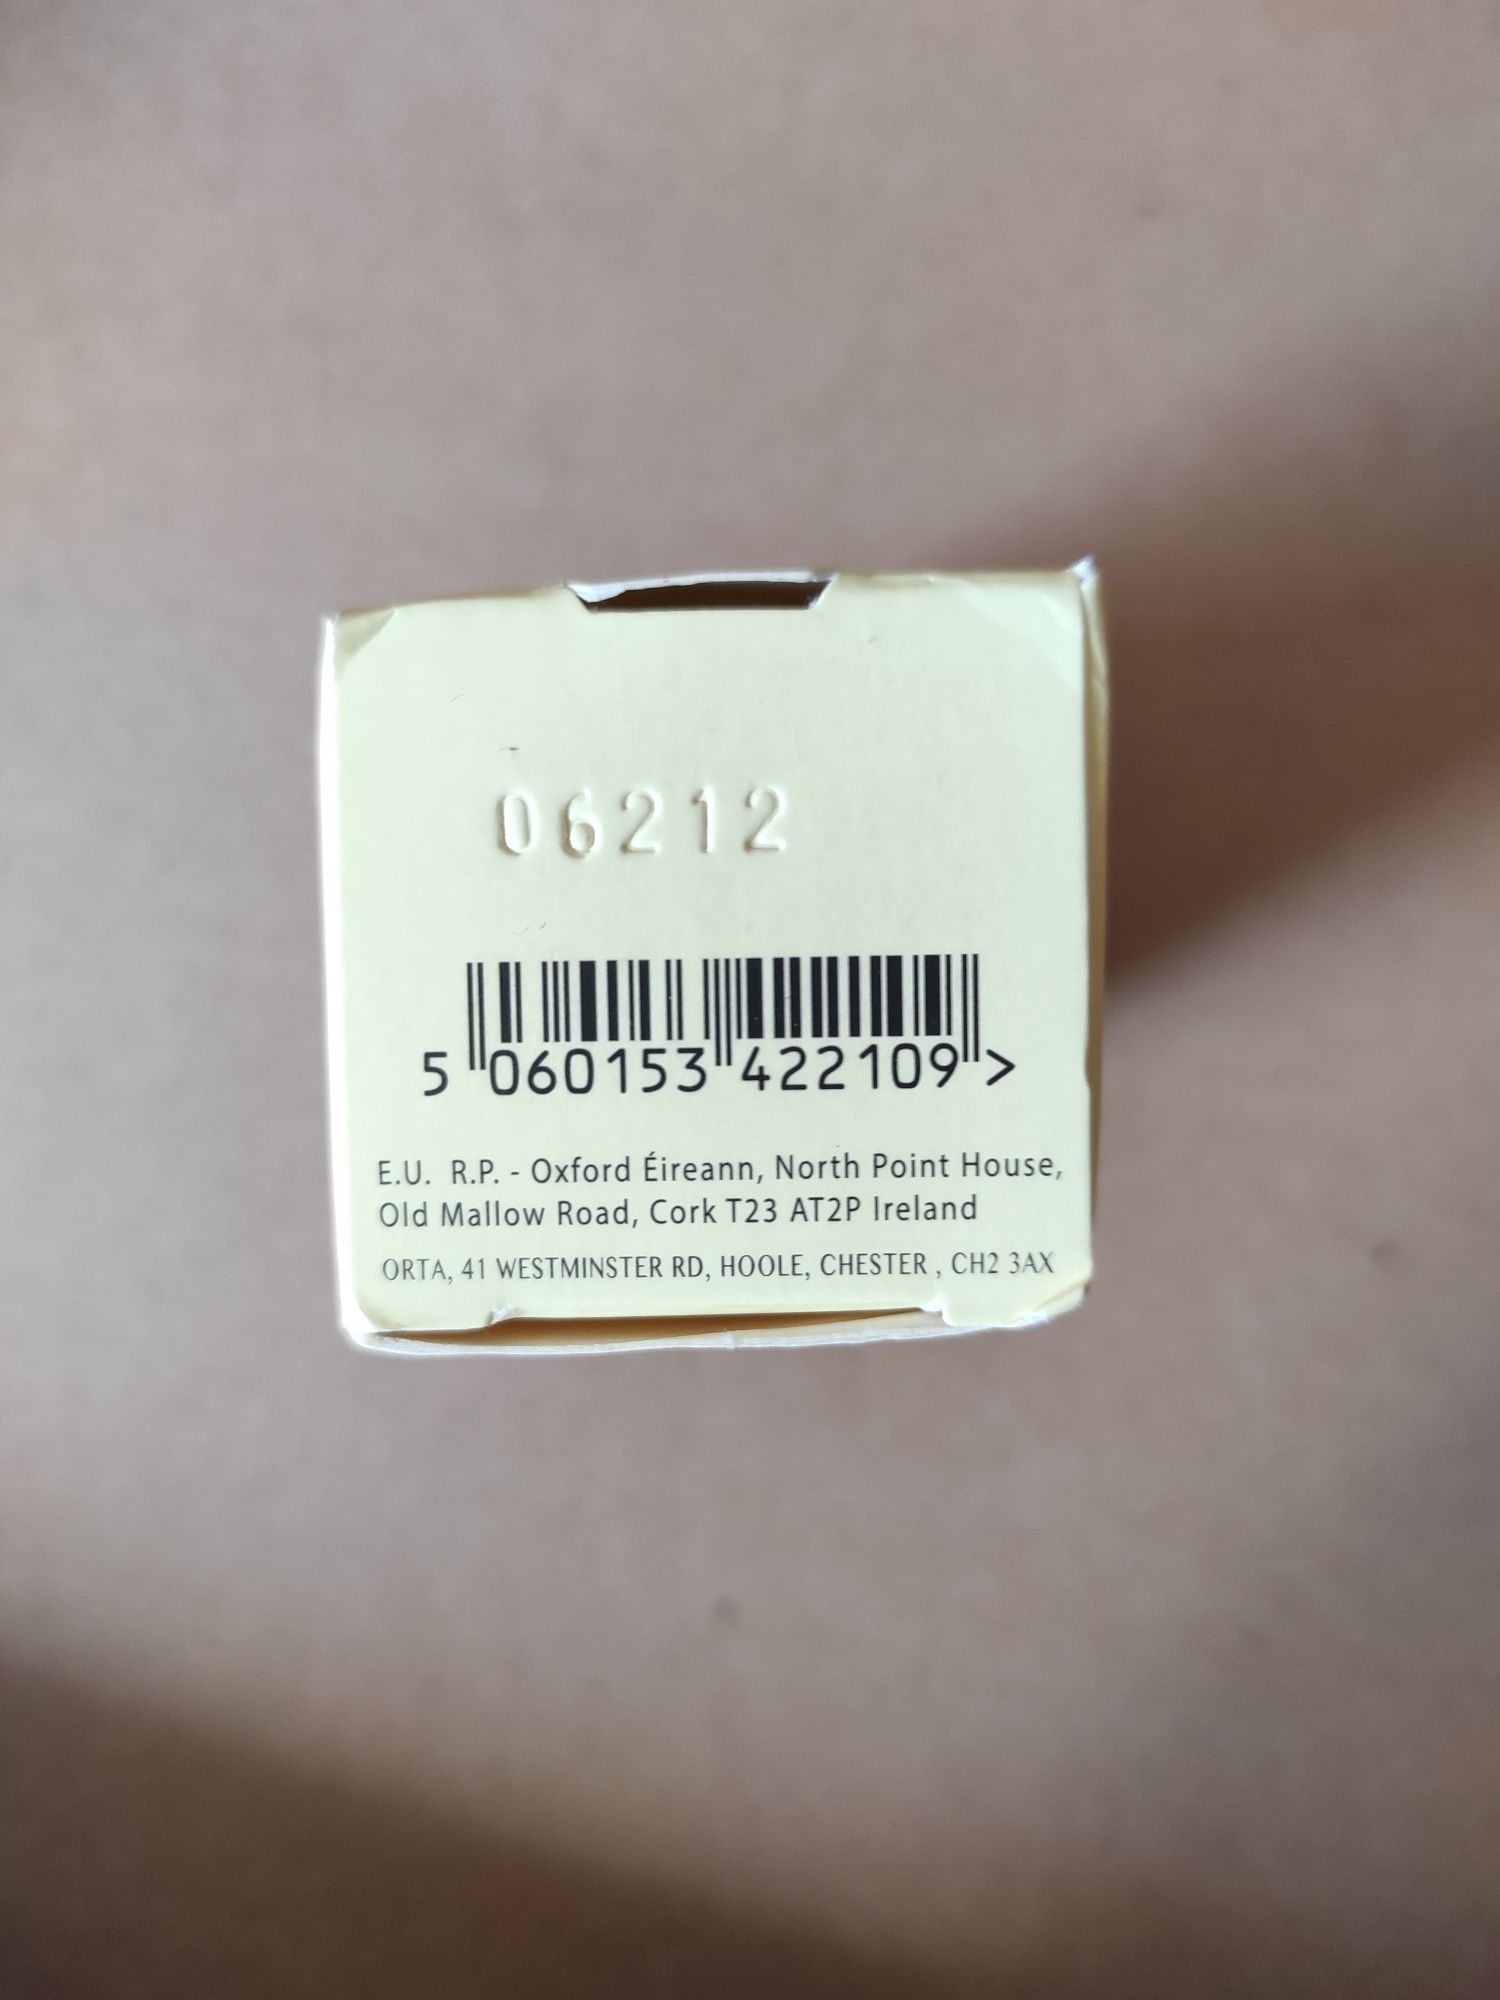 06212
5 060153 422109 >
E.U. R.P. - Oxford Éireann, North Point House,
Old Mallow Road, Cork T23 AT2P Ireland
ORTA, 41 WESTMINSTER RD, HOOLE, CHESTER , CH2 3AX